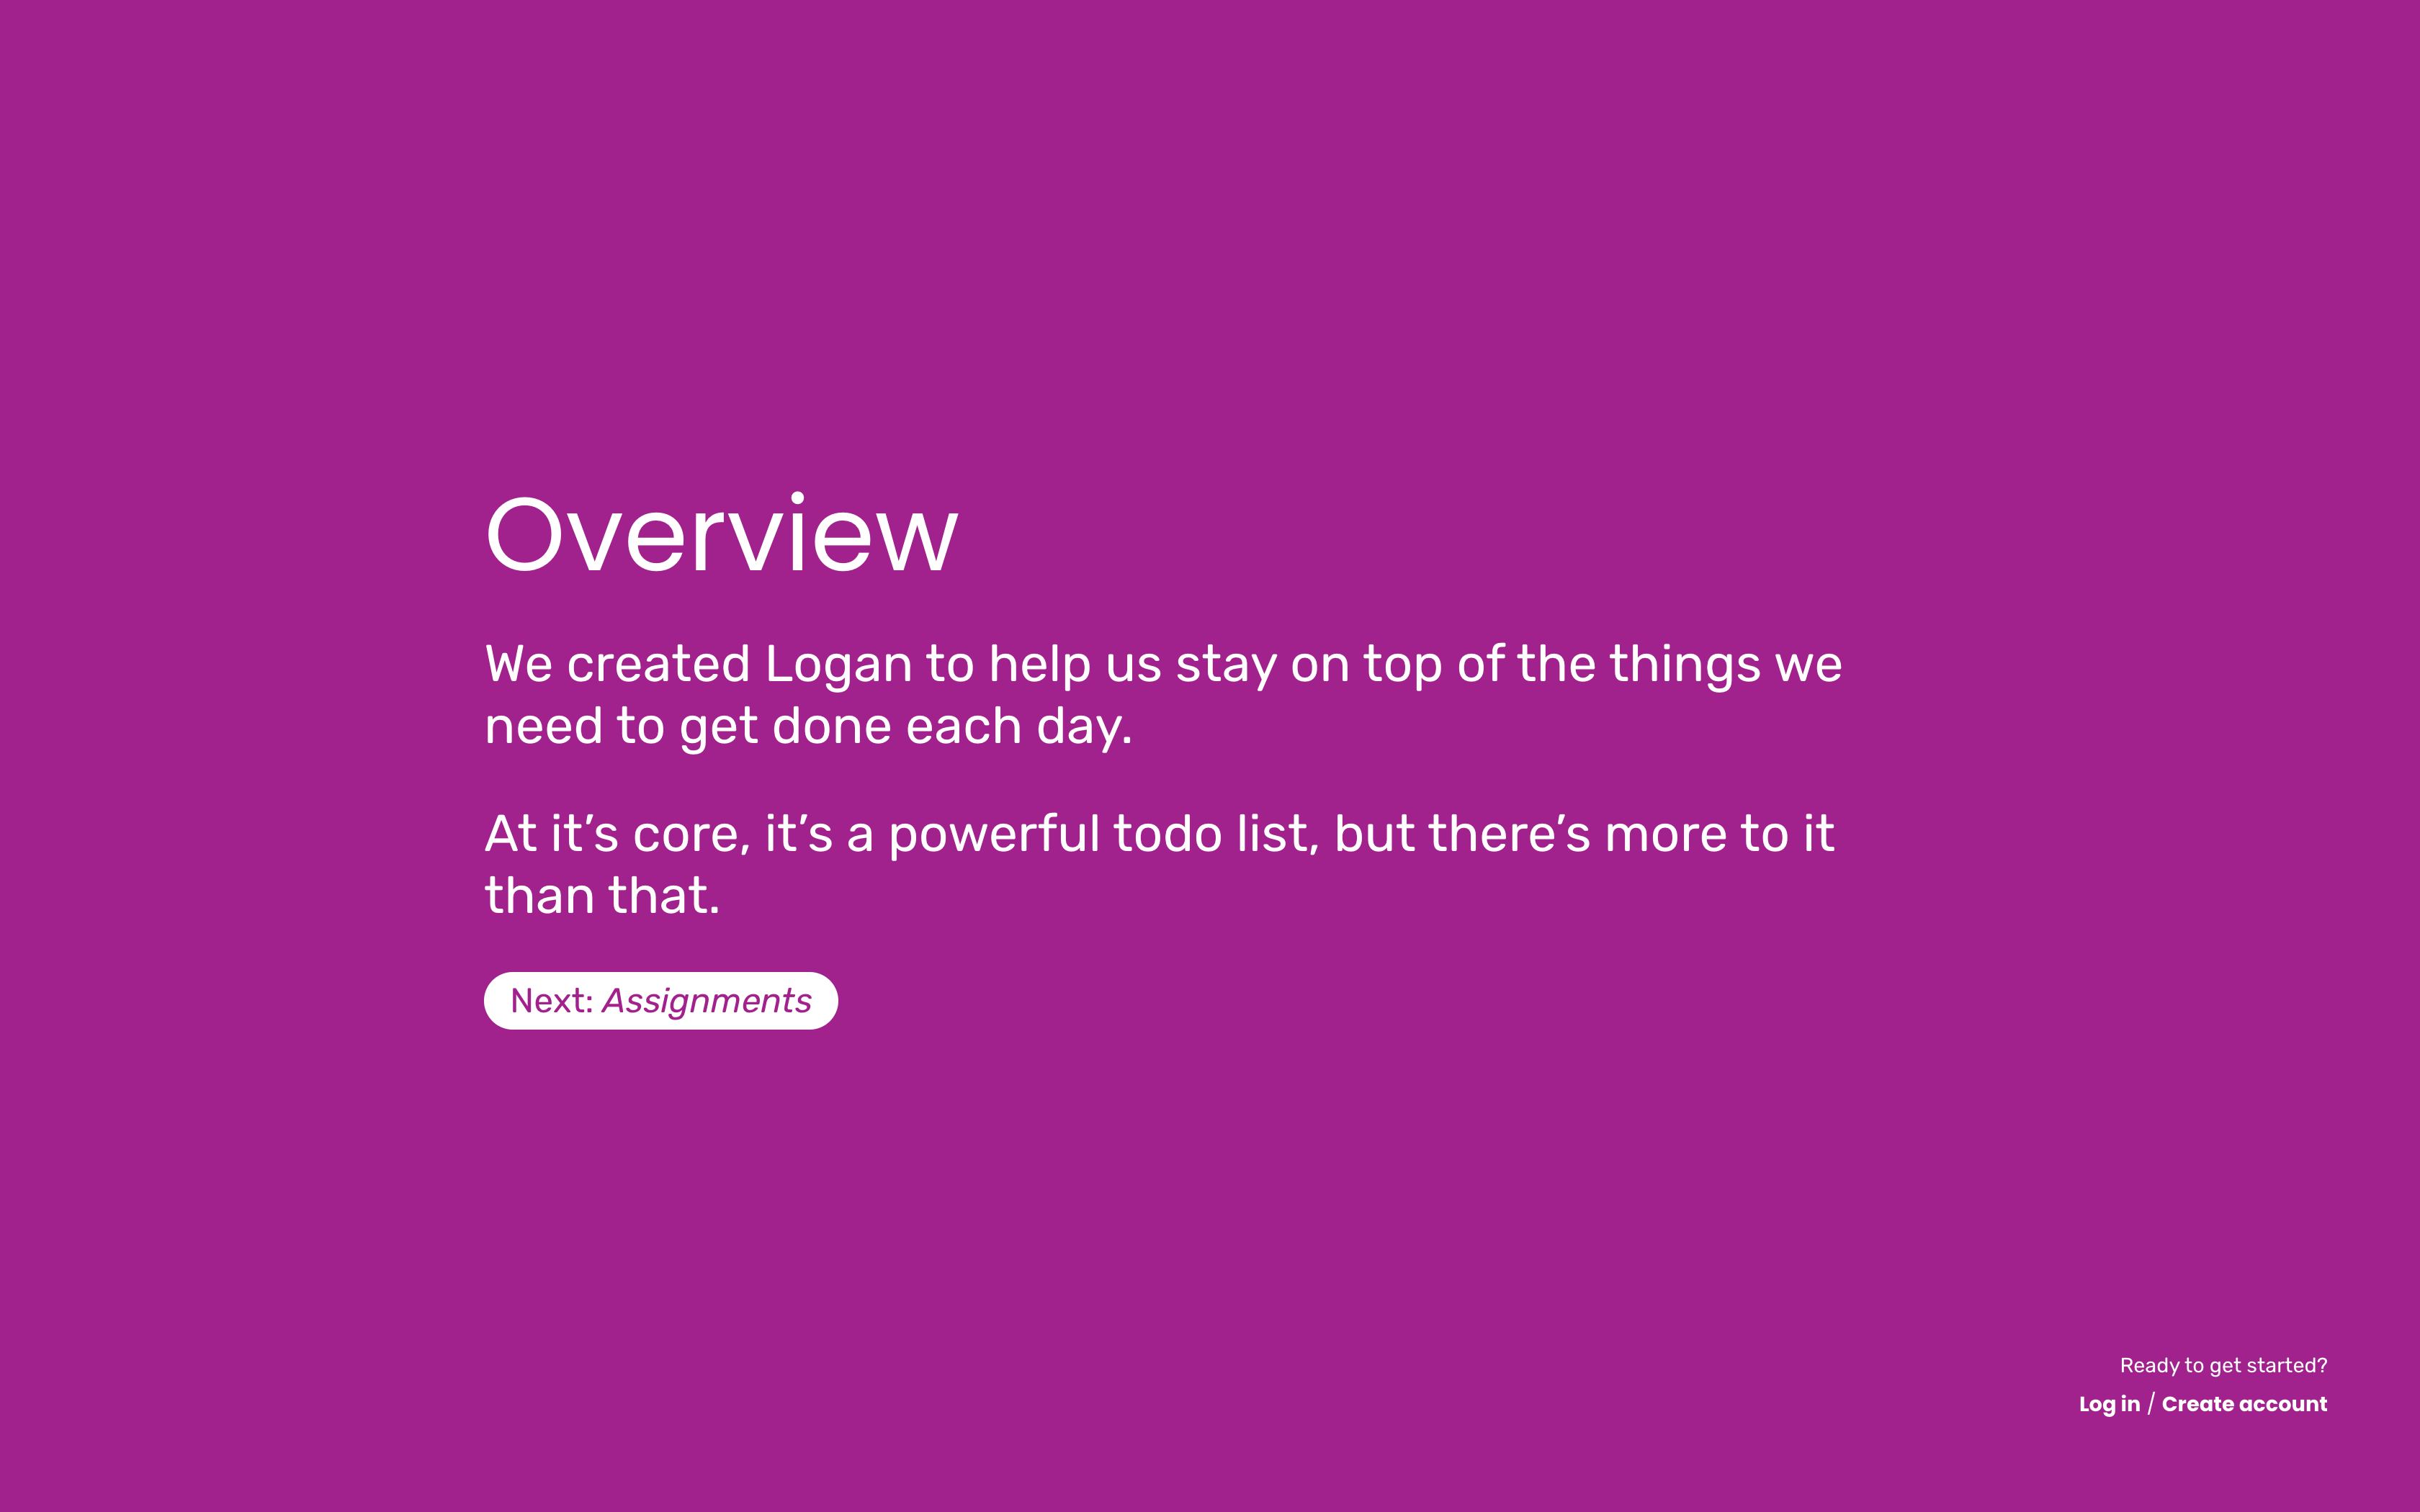 Overview
We created Logan to help us stay on top of the things we
need to get done each day.
At it’s core, it’s a powerful todo list, but there’s more to it
than that.
Next: Assignments
Ready to get started?
Log in / Create account